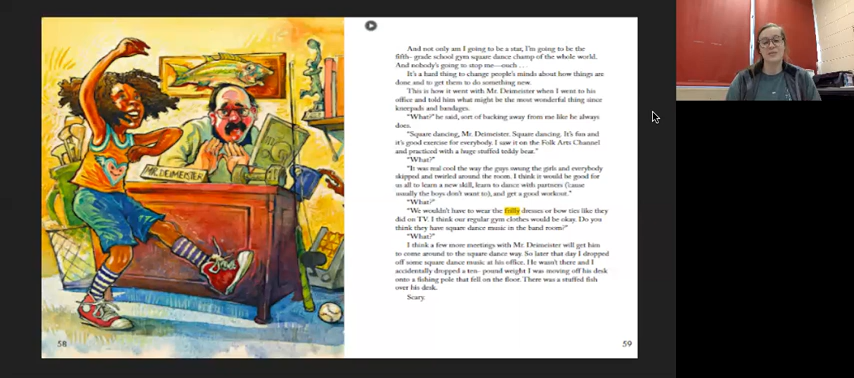 MR. DEIMEISTER
58
And not only am I going to be a star, I'm going to be the
fifth- grade school gym square dance champ of the whole world.
And nobody's going to stop me—ouch . . .
It's a hard thing to change people's minds about how things are
done and to get them to do something new.
This is how it went with Mr. Deimeister when I went to his
office and told him what might be the most wonderful thing since
kneepads and bandages.
"What?" he said, sort of backing away from me like he always
does.
"Square dancing, Mr. Deimeister. Square dancing. It's fun and
it's good exercise for everybody. I saw it on the Folk Arts Channel
and practiced with a huge stuffed teddy bear."
"What?"
"It was real cool the way the guys swung the girls and everybody
skipped and twirled around the room. I think it would be good for
us all to learn a new skill, learn to dance with partners ('cause
usually the boys don't want to), and get a good workout."
"What?"
"We wouldn't have to wear the frilly dresses or bow ties like they
did on TV. I think our regular gym clothes would be okay. Do you
think they have square dance music in the band room?"
"What?"
I think a few more meetings with Mr. Deimeister will get him
to come around to the square dance way. So later that day I dropped
off some square dance music at his office. He wasn't there and I
accidentally dropped a ten- pound weight I was moving off his desk
onto a fishing pole that fell on the floor. There was a stuffed fish
over his desk.
Scary.
59